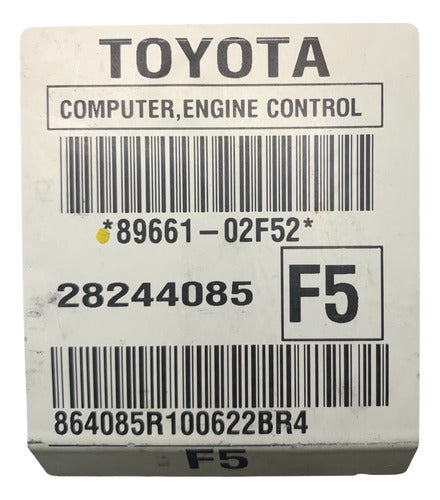 TOYOTA
COMPUTER,ENGINE CONTROL
*89661-02F52*
28244085 F5
864085R100622BR4
F5